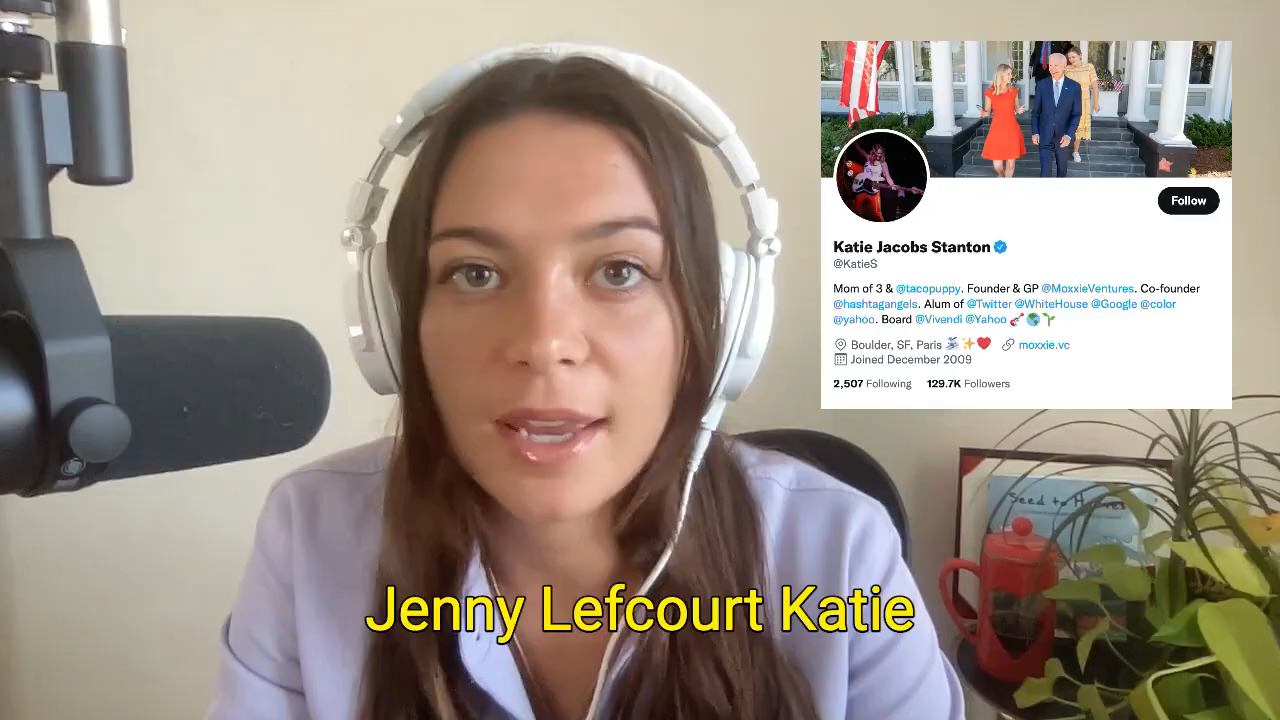 Follow
Katie Jacobs Stanton
@KatieS
Mom of 3 & @tacopuppy. Founder & GP @MoxxieVentures. Co-founder
@hashtagangels. Alum of @Twitter @WhiteHouse @Google @color
@yahoo. Board @Vivendi @Yahoo 🎸🌎🌱
Boulder, SF, Paris ⛷️✨❤️ moxxie.vc
Joined December 2009
2,507 Following 129.7K Followers
Seed to
Jenny Lefcourt Katie